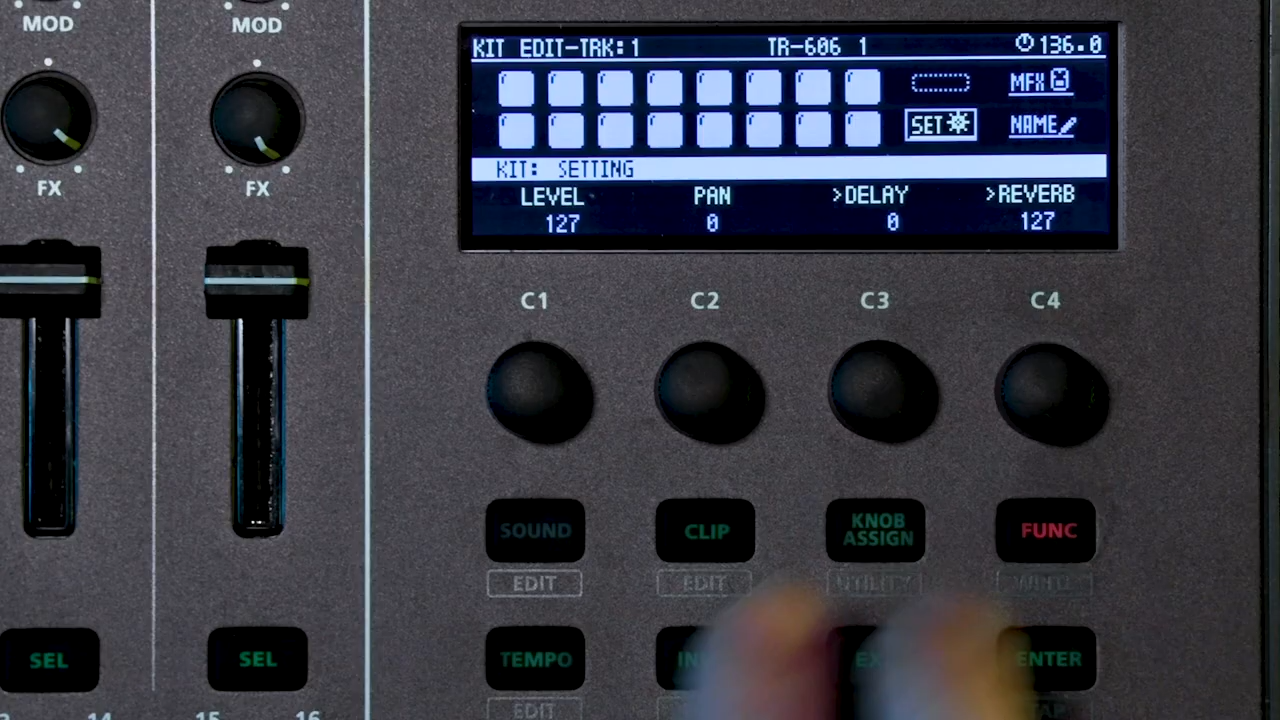 MOD
MOD
KIT EDIT-TRK:1 TR-606 1 136.0
MFX
SET NAME
KIT: SETTING
LEVEL PAN >DELAY >REVERB
127 0 0 127
FX
FX
C1 C2 C3 C4
SOUND CLIP KNOB ASSIGN FUNC
EDIT EDIT UTILITY
SEL
SEL
TEMPO ENTER
EDIT
14 15 16